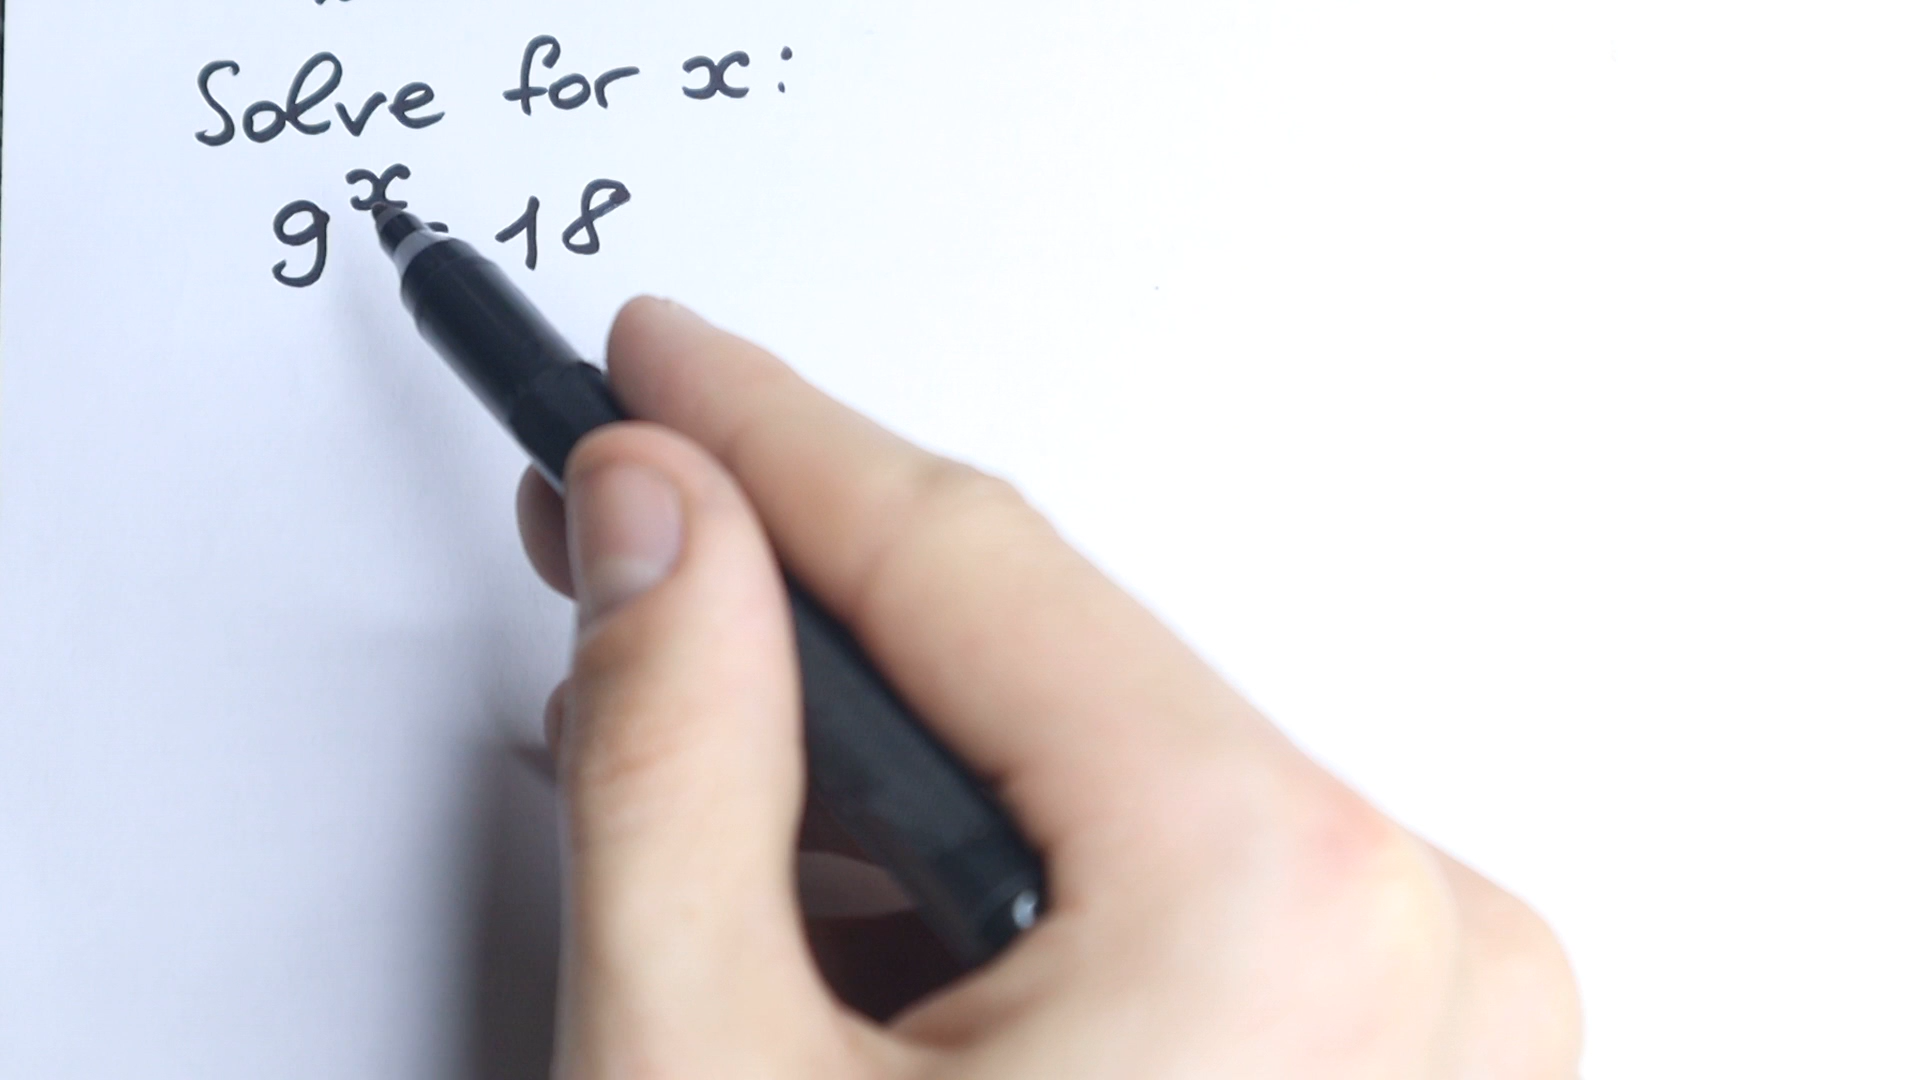 Solve for x:
9^x = 18